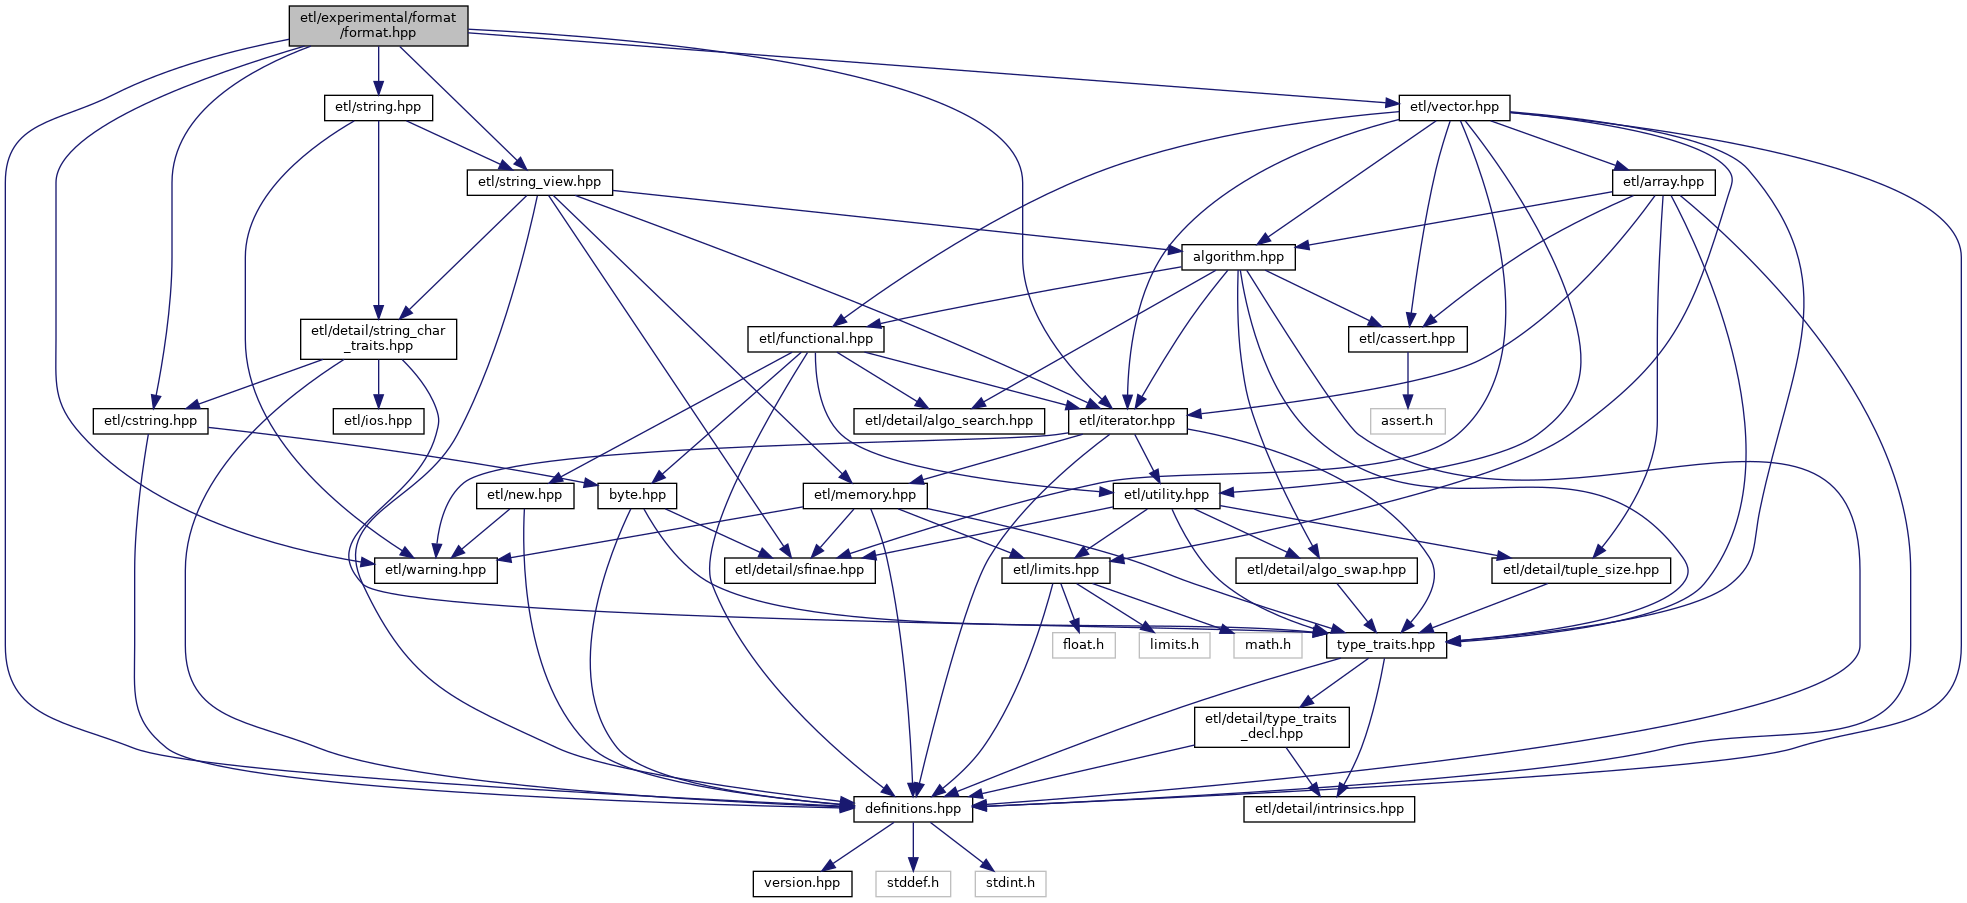 etl/experimental/format
/format.hpp
etl/string.hpp
etl/vector.hpp
etl/string_view.hpp
etl/array.hpp
algorithm.hpp
etl/detail/string_char
_traits.hpp
etl/functional.hpp
etl/cassert.hpp
etl/cstring.hpp
etl/ios.hpp
etl/detail/algo_search.hpp
etl/iterator.hpp
assert.h
etl/new.hpp
byte.hpp
etl/memory.hpp
etl/utility.hpp
etl/warning.hpp
etl/detail/sfinae.hpp
etl/limits.hpp
etl/detail/algo_swap.hpp
etl/detail/tuple_size.hpp
float.h
limits.h
math.h
type_traits.hpp
etl/detail/type_traits
_decl.hpp
definitions.hpp
etl/detail/intrinsics.hpp
version.hpp
stddef.h
stdint.h